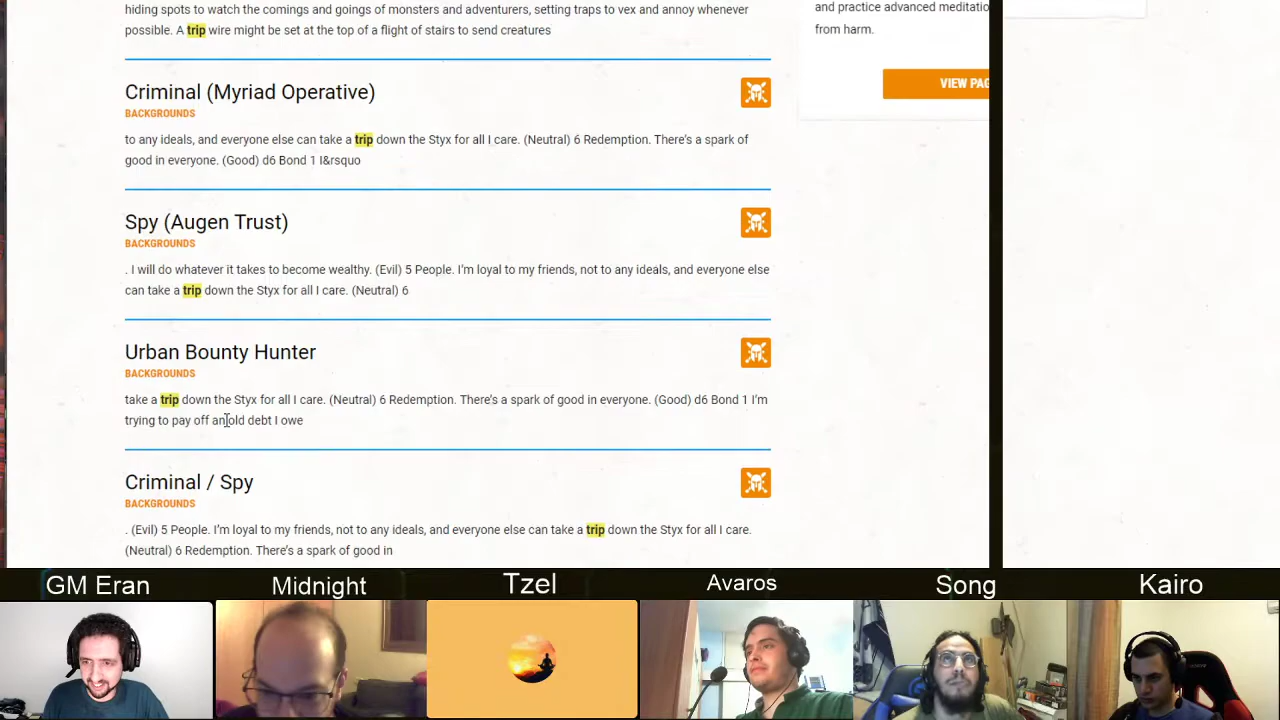 hiding spots to watch the comings and goings of monsters and adventurers, setting traps to vex and annoy whenever
possible. A trip wire might be set at the top of a flight of stairs to send creatures
and practice advanced meditatio
from harm.
VIEW PAG
Criminal (Myriad Operative)
BACKGROUNDS
to any ideals, and everyone else can take a trip down the Styx for all I care. (Neutral) 6 Redemption. There's a spark of
good in everyone. (Good) d6 Bond 1 I&rsquo
Spy (Augen Trust)
BACKGROUNDS
. I will do whatever it takes to become wealthy. (Evil) 5 People. I'm loyal to my friends, not to any ideals, and everyone else
can take a trip down the Styx for all I care. (Neutral) 6
Urban Bounty Hunter
BACKGROUNDS
take a trip down the Styx for all I care. (Neutral) 6 Redemption. There's a spark of good in everyone. (Good) d6 Bond 1 I'm
trying to pay off an old debt I owe
Criminal / Spy
BACKGROUNDS
. (Evil) 5 People. I'm loyal to my friends, not to any ideals, and everyone else can take a trip down the Styx for all I care.
(Neutral) 6 Redemption. There's a spark of good in
GM Eran
Midnight
Tzel
Avaros
Song
Kairo